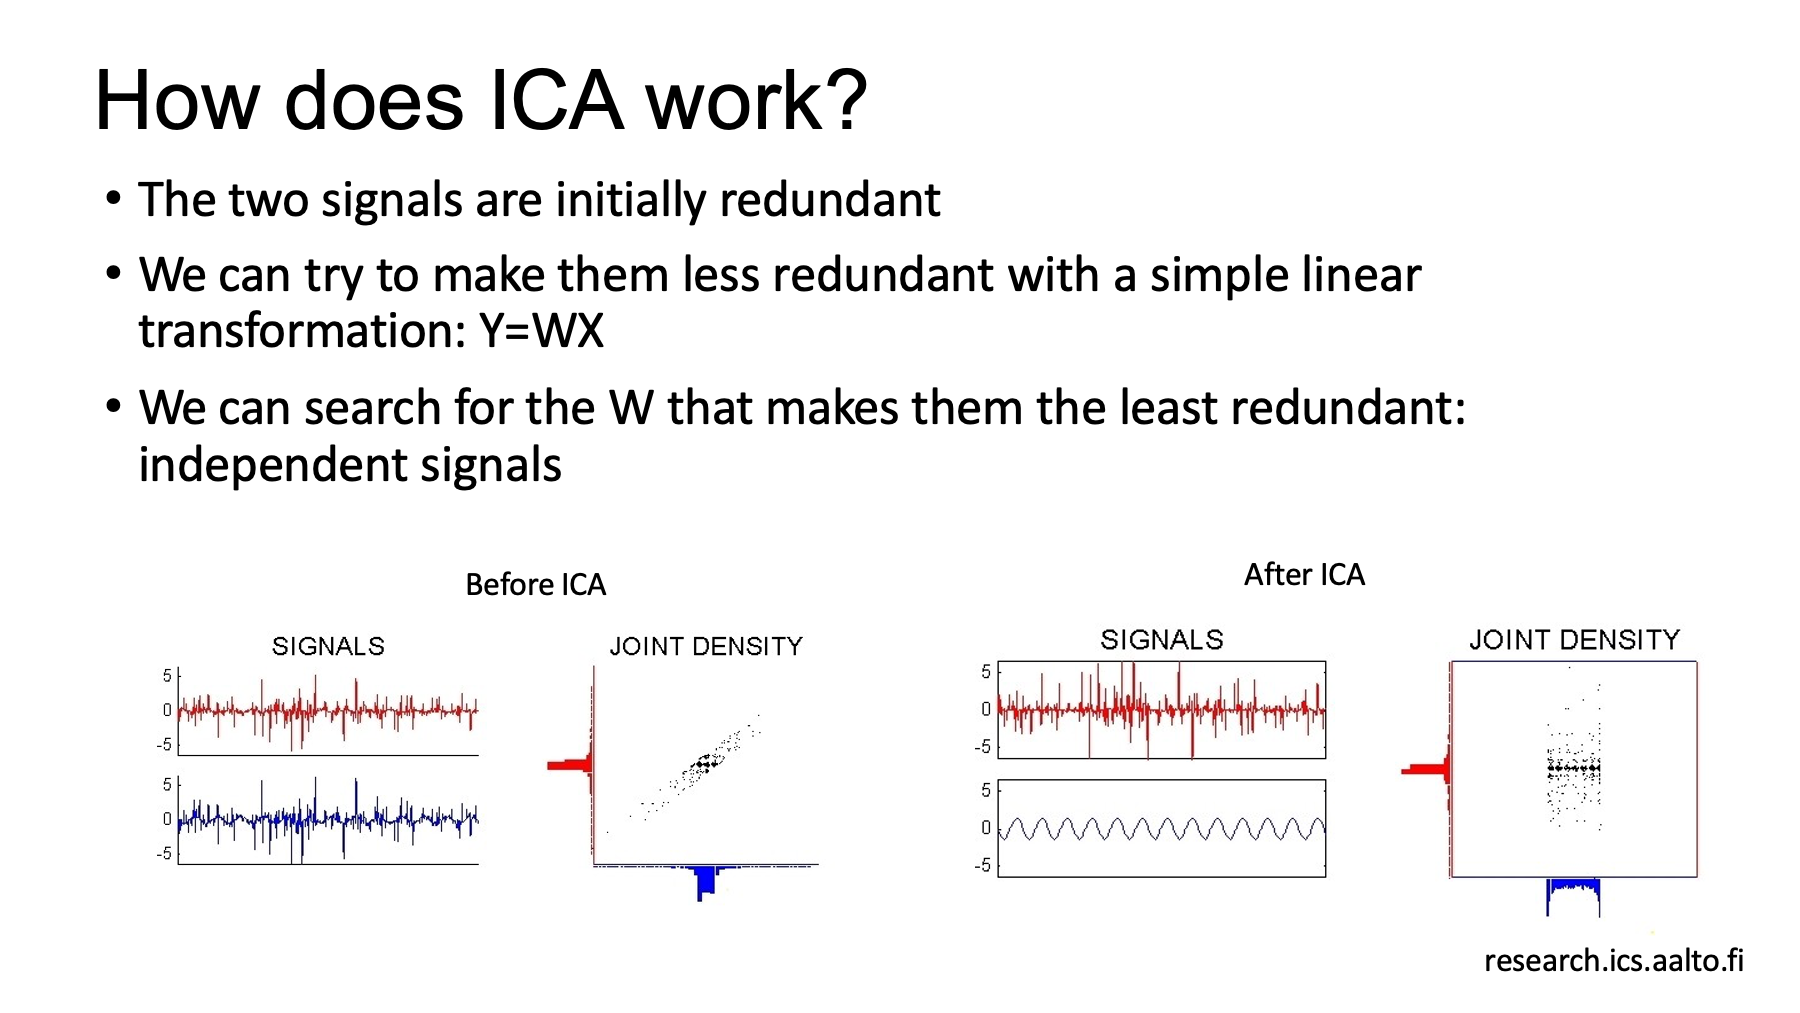 How does ICA work?
• The two signals are initially redundant
• We can try to make them less redundant with a simple linear
transformation: Y=WX
• We can search for the W that makes them the least redundant:
independent signals
Before ICA
SIGNALS
JOINT DENSITY
5
0
-5
5
0
-5
After ICA
SIGNALS
JOINT DENSITY
5
0
-5
5
0
-5
research.ics.aalto.fi